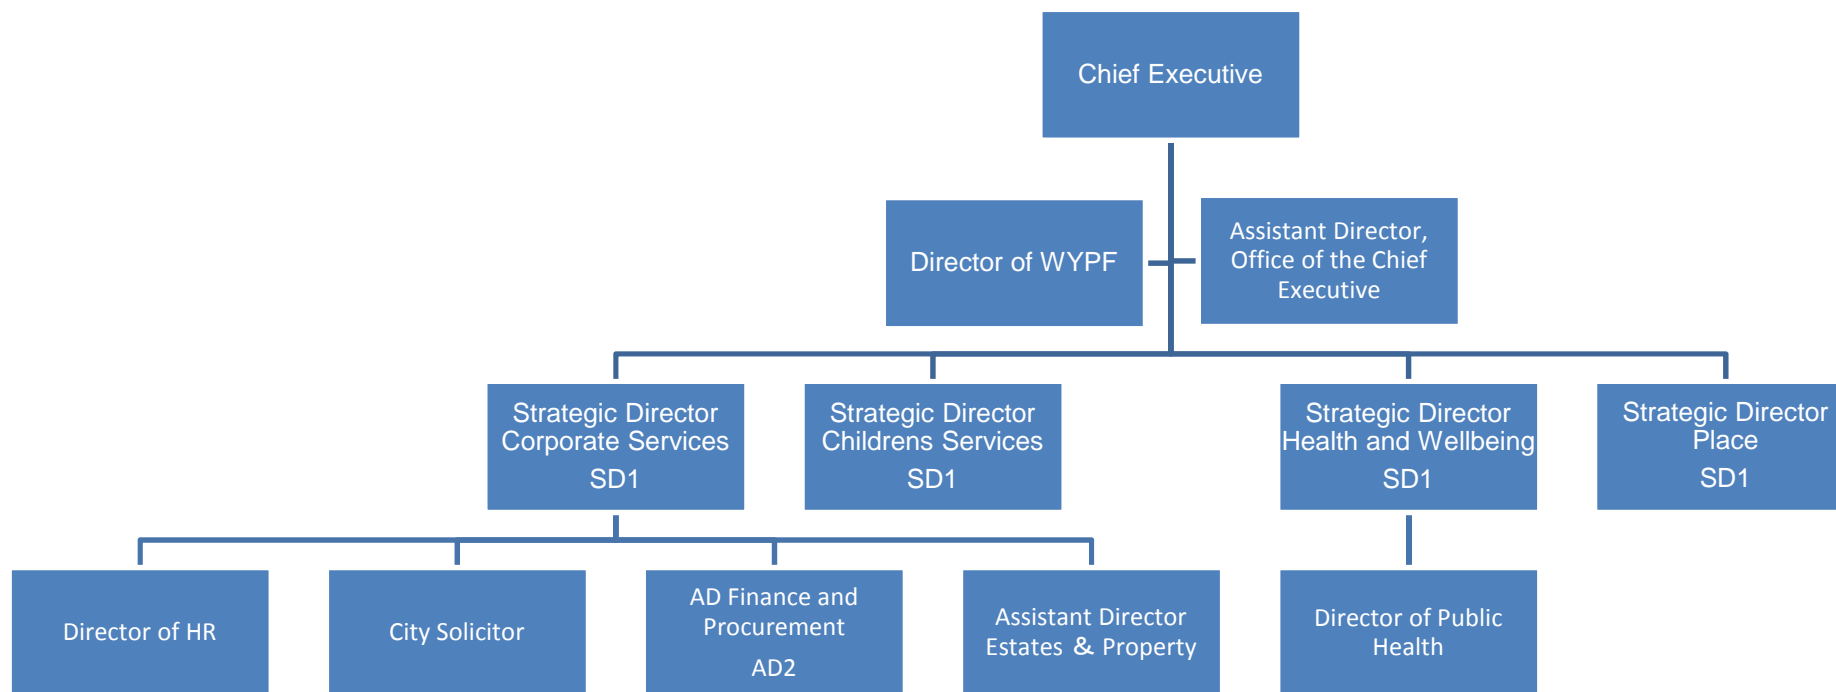 Chief Executive
Director of WYPF
Assistant Director,
Office of the Chief
Executive
Strategic Director
Corporate Services
SD1
Strategic Director
Childrens Services
SD1
Strategic Director
Health and Wellbeing
SD1
Strategic Director
Place
SD1
Director of HR
City Solicitor
AD Finance and
Procurement
AD2
Assistant Director
Estates & Property
Director of Public
Health